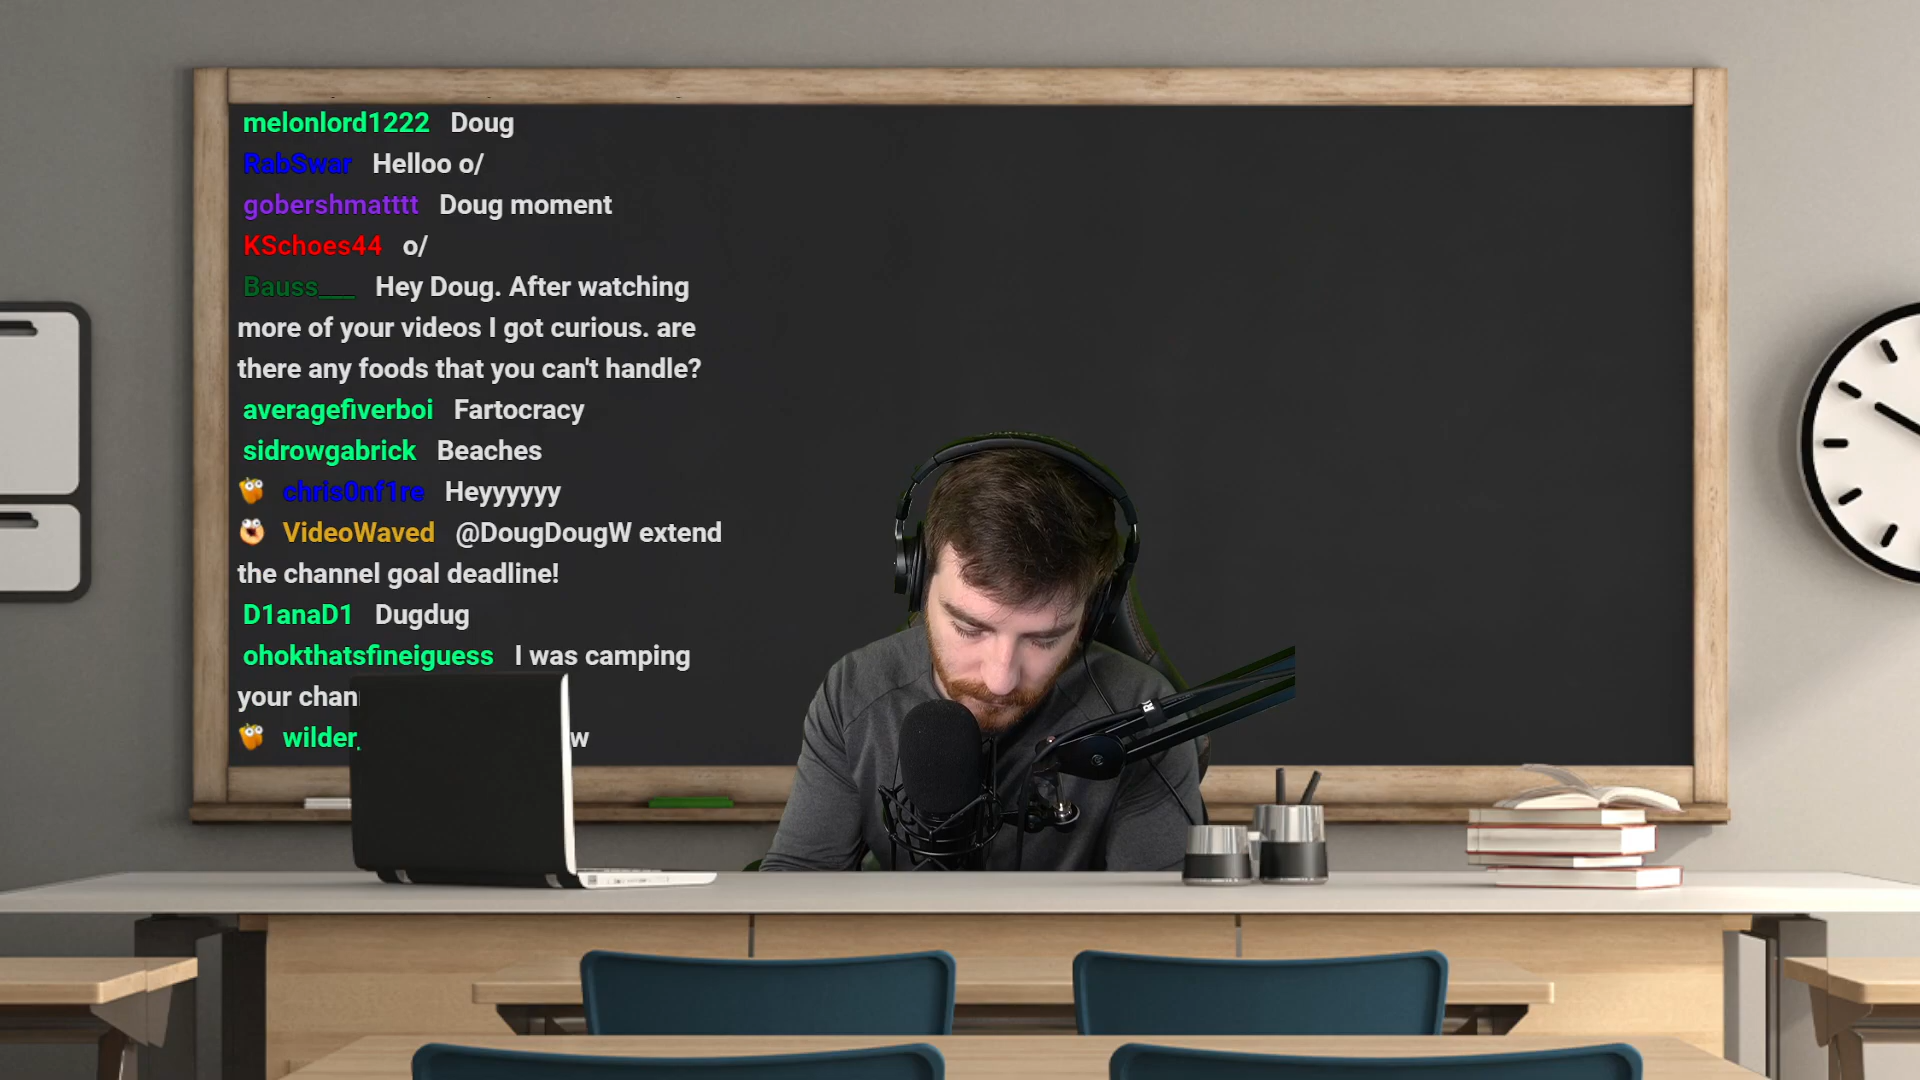 melonlord1222 Doug
RabSwar Helloo o/
gobershmatttt Doug moment
KSchoes44 o/
Bauss___ Hey Doug. After watching
more of your videos I got curious. are
there any foods that you can't handle?
averagefiverboi Fartocracy
sidrowgabrick Beaches
chris0nf1re Heyyyyyy
VideoWaved @DougDougW extend
the channel goal deadline!
D1anaD1 Dugdug
ohokthatsfineiguess I was camping
your